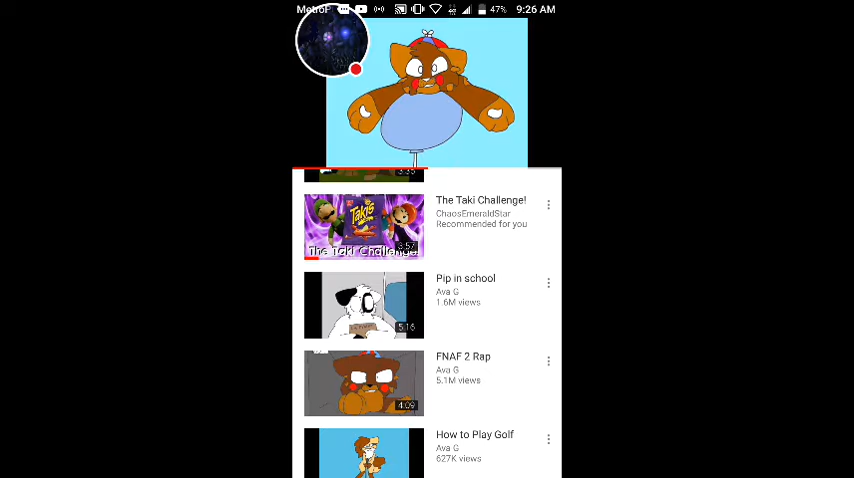 MetroP
47% 9:26 AM
3:35
The Taki Challenge!
ChaosEmeraldStar
Recommended for you
TAKIS
3:57
The Taki Challenge!
Pip in school
Ava G
1.6M views
5:16
FNAF 2 Rap
Ava G
5.1M views
4:09
How to Play Golf
Ava G
627K views